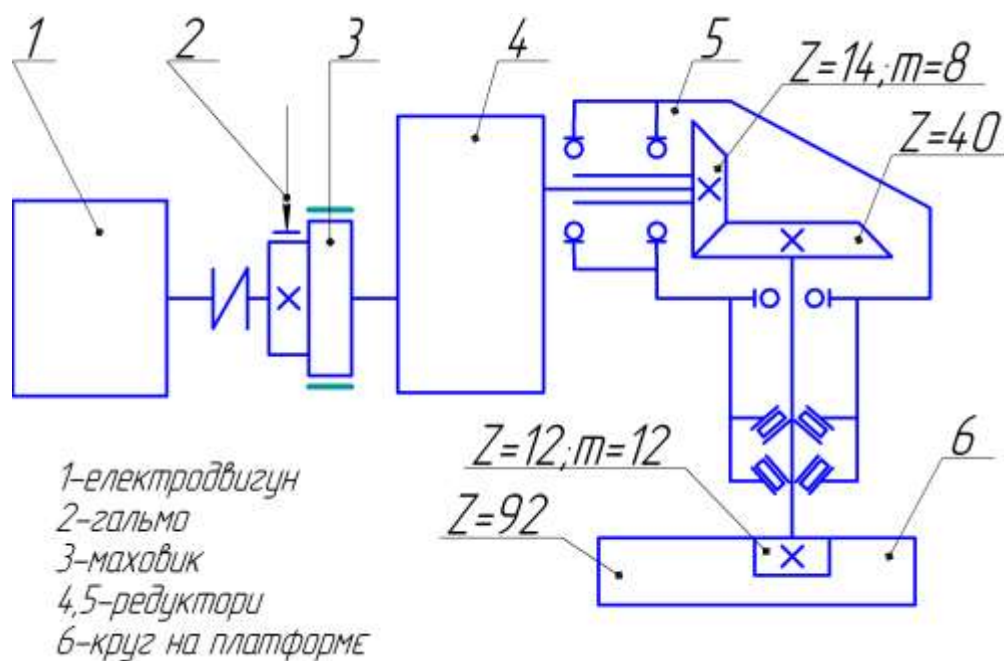 1 2 3 4 5
Z=14;m=8
Z=40
Z=12;m=12
6
Z=92
1-електродвигун
2-гальмо
3-маховик
4,5-редуктори
6-круг на платформе